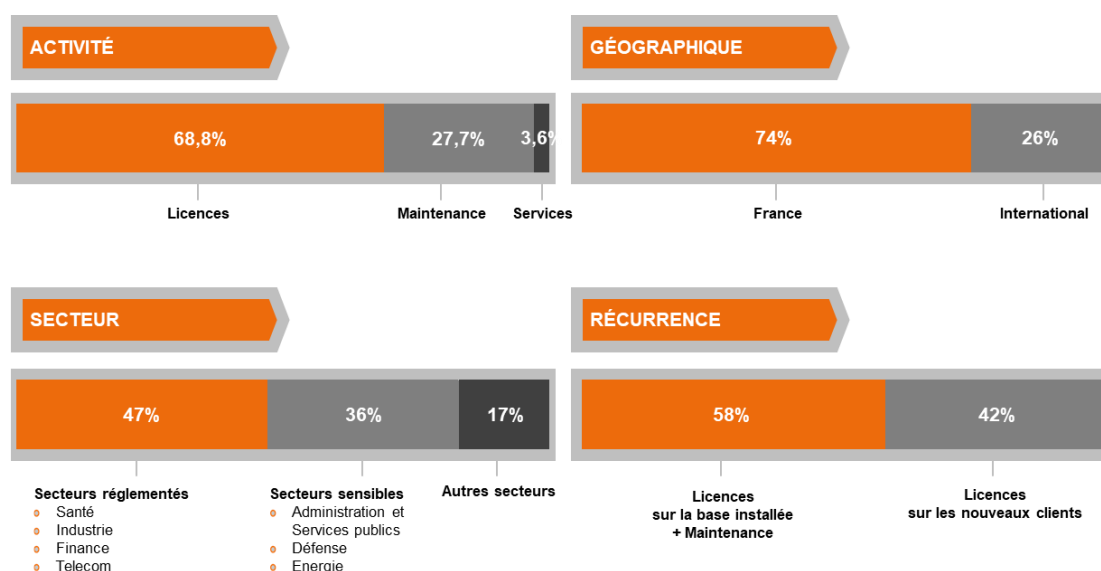 ACTIVITÉ
68,8%
27,7%
3,6%
Licences
Maintenance
Services
GÉOGRAPHIQUE
74%
26%
France
International
SECTEUR
47%
36%
17%
Secteurs réglementés
Santé
Industrie
Finance
Telecom
Secteurs sensibles
Administration et
Services publics
Défense
Energie
Autres secteurs
RÉCURRENCE
58%
42%
Licences
sur la base installée
+ Maintenance
Licences
sur les nouveaux clients